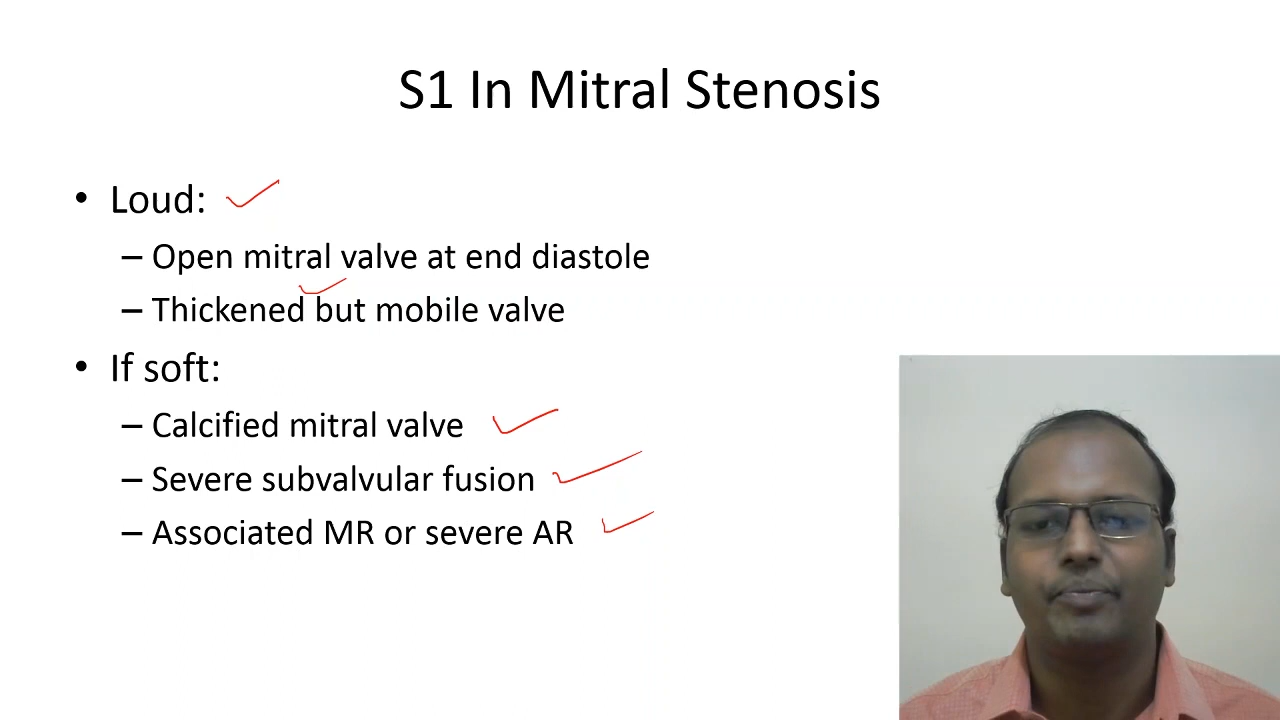 S1 In Mitral Stenosis
• Loud:
– Open mitral valve at end diastole
– Thickened but mobile valve
• If soft:
– Calcified mitral valve
– Severe subvalvular fusion
– Associated MR or severe AR